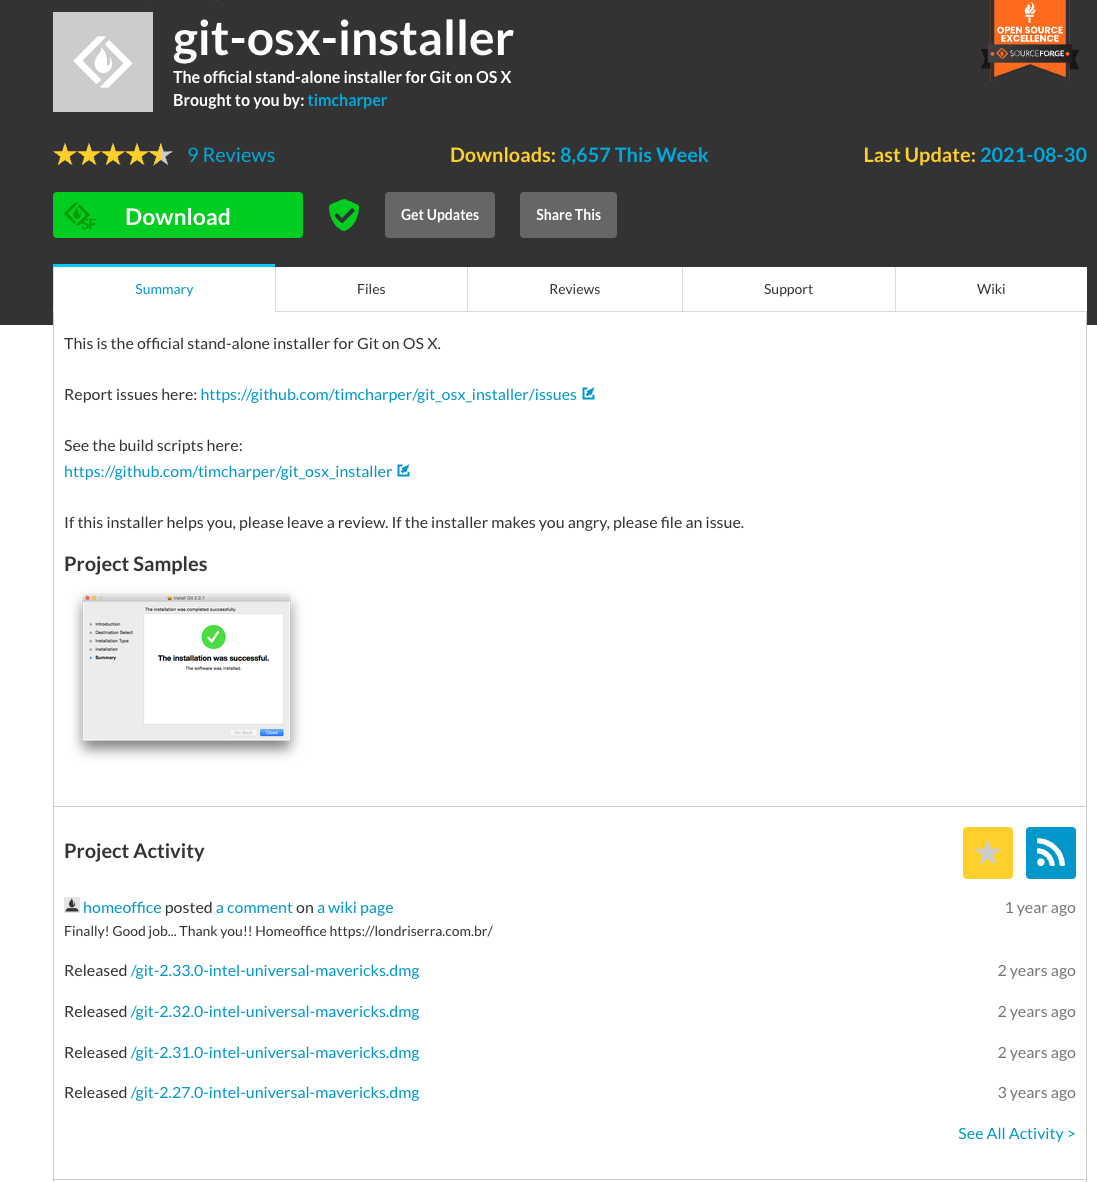 git-osx-installer
The official stand-alone installer for Git on OS X
Brought to you by: timcharper
OPEN SOURCE
EXCELLENCE
SOURCEFORGE
9 Reviews
Downloads: 8,657 This Week
Last Update: 2021-08-30
SF
Download
Get Updates
Share This
Summary
Files
Reviews
Support
Wiki
This is the official stand-alone installer for Git on OS X.
Report issues here: https://github.com/timcharper/git_osx_installer/issues
See the build scripts here:
https://github.com/timcharper/git_osx_installer
If this installer helps you, please leave a review. If the installer makes you angry, please file an issue.
Project Samples
Install Git 2.2.1
The installation was completed successfully.
Introduction
Destination Select
Installation Type
Installation
Summary
The installation was successful.
The software was installed.
Go Back
Close
Project Activity
homeoffice posted a comment on a wiki page
1 year ago
Finally! Good job... Thank you!! Homeoffice https://londriserra.com.br/
Released /git-2.33.0-intel-universal-mavericks.dmg
2 years ago
Released /git-2.32.0-intel-universal-mavericks.dmg
2 years ago
Released /git-2.31.0-intel-universal-mavericks.dmg
2 years ago
Released /git-2.27.0-intel-universal-mavericks.dmg
3 years ago
See All Activity >